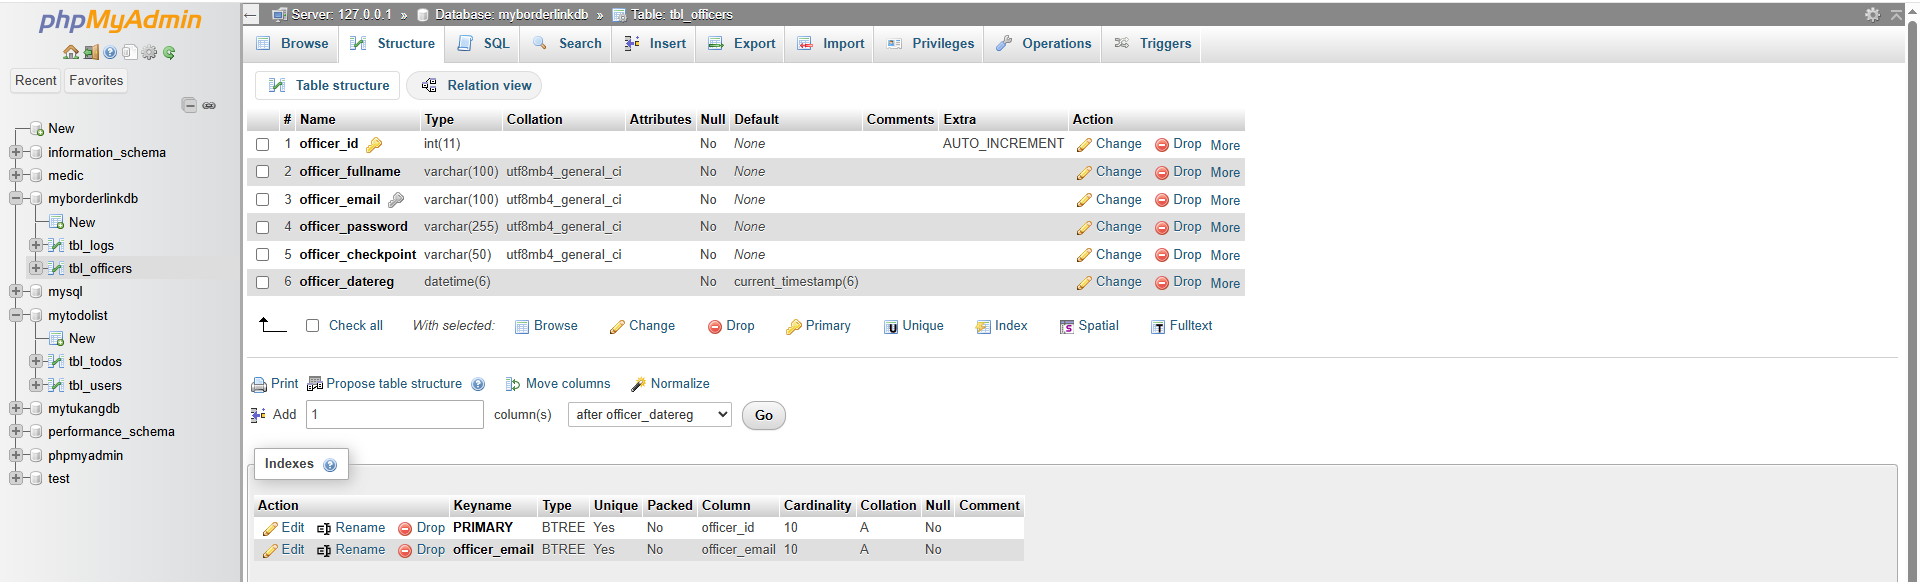 phpMyAdmin
Recent Favorites
New
information_schema
medic
myborderlinkdb
New
tbl_logs
tbl_officers
mysql
mytodolist
New
tbl_todos
tbl_users
mytukangdb
performance_schema
phpmyadmin
test
Server: 127.0.0.1 » Database: myborderlinkdb » Table: tbl_officers
Browse Structure SQL Search Insert Export Import Privileges Operations Triggers
Table structure Relation view
# Name Type Collation Attributes Null Default Comments Extra Action
1 officer_id int(11) No None AUTO_INCREMENT Change Drop More
2 officer_fullname varchar(100) utf8mb4_general_ci No None Change Drop More
3 officer_email varchar(100) utf8mb4_general_ci No None Change Drop More
4 officer_password varchar(255) utf8mb4_general_ci No None Change Drop More
5 officer_checkpoint varchar(50) utf8mb4_general_ci No None Change Drop More
6 officer_datereg datetime(6) No current_timestamp(6) Change Drop More
Check all With selected: Browse Change Drop Primary Unique Index Spatial Fulltext
Print Propose table structure Move columns Normalize
Add 1 column(s) after officer_datereg Go
Indexes
Action Keyname Type Unique Packed Column Cardinality Collation Null Comment
Edit Rename Drop PRIMARY BTREE Yes No officer_id 10 A No
Edit Rename Drop officer_email BTREE Yes No officer_email 10 A No